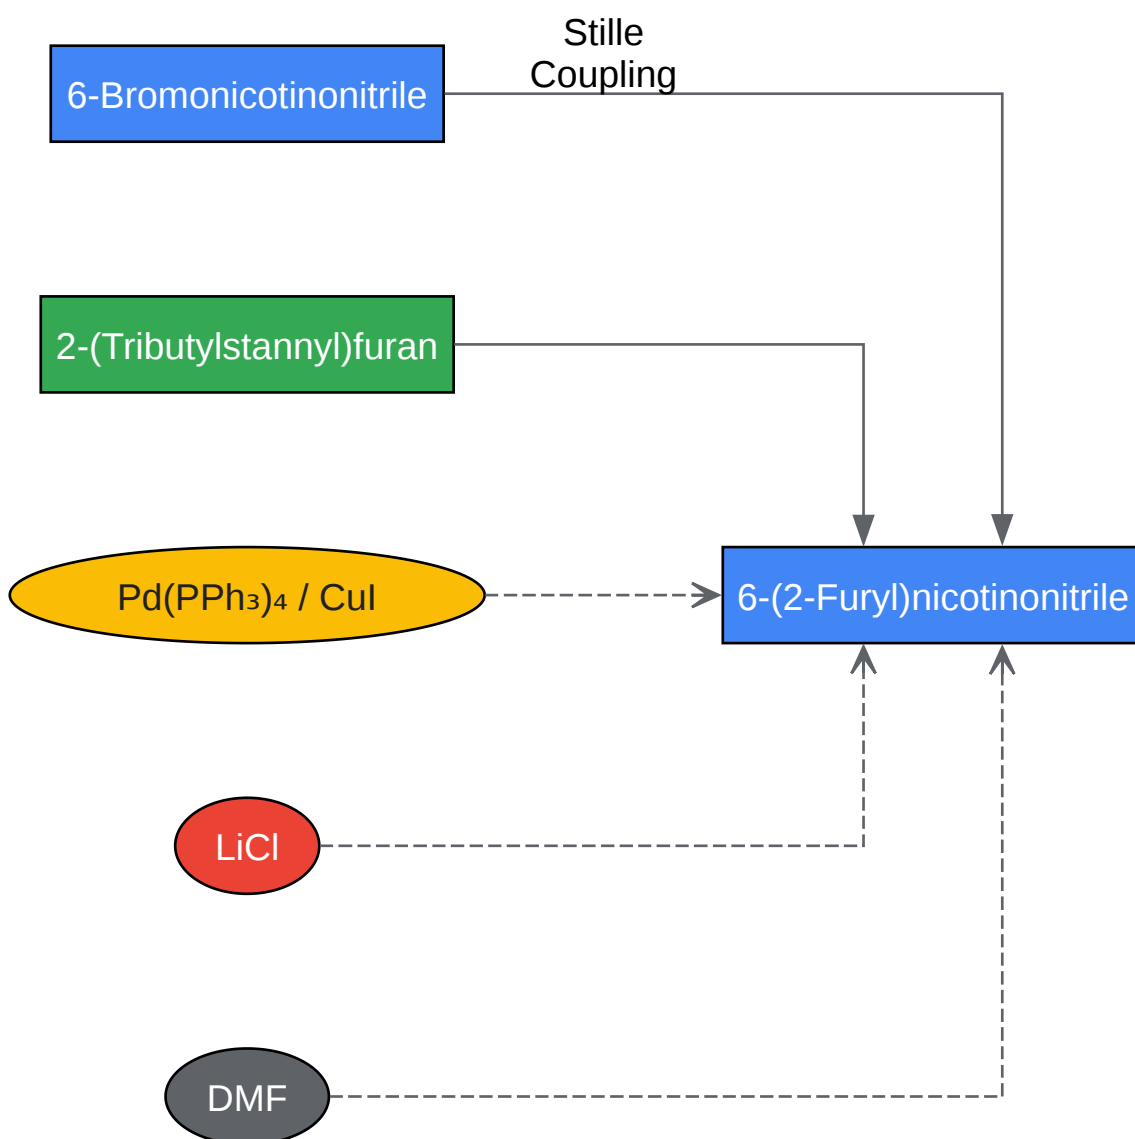 Stille
Coupling
6-Bromonicotinonitrile
2-(Tributylstannyl)furan
Pd(PPh₃)₄ / CuI
6-(2-Furyl)nicotinonitrile
LiCl
DMF